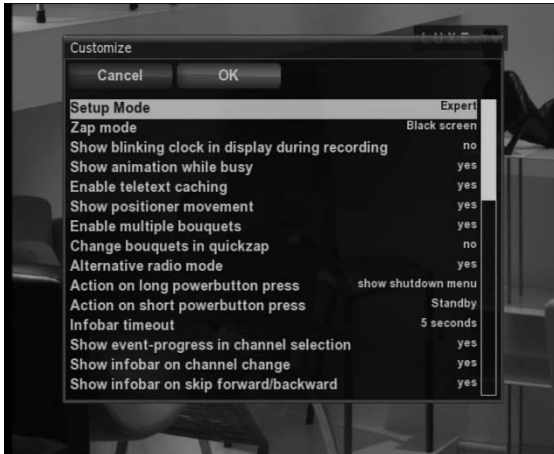 LUXE.TV
Customize
Cancel OK
Setup Mode Expert
Zap mode Black screen
Show blinking clock in display during recording no
Show animation while busy yes
Enable teletext caching yes
Show positioner movement yes
Enable multiple bouquets yes
Change bouquets in quickzap no
Alternative radio mode yes
Action on long powerbutton press show shutdown menu
Action on short powerbutton press Standby
Infobar timeout 5 seconds
Show event-progress in channel selection yes
Show infobar on channel change yes
Show infobar on skip forward/backward yes